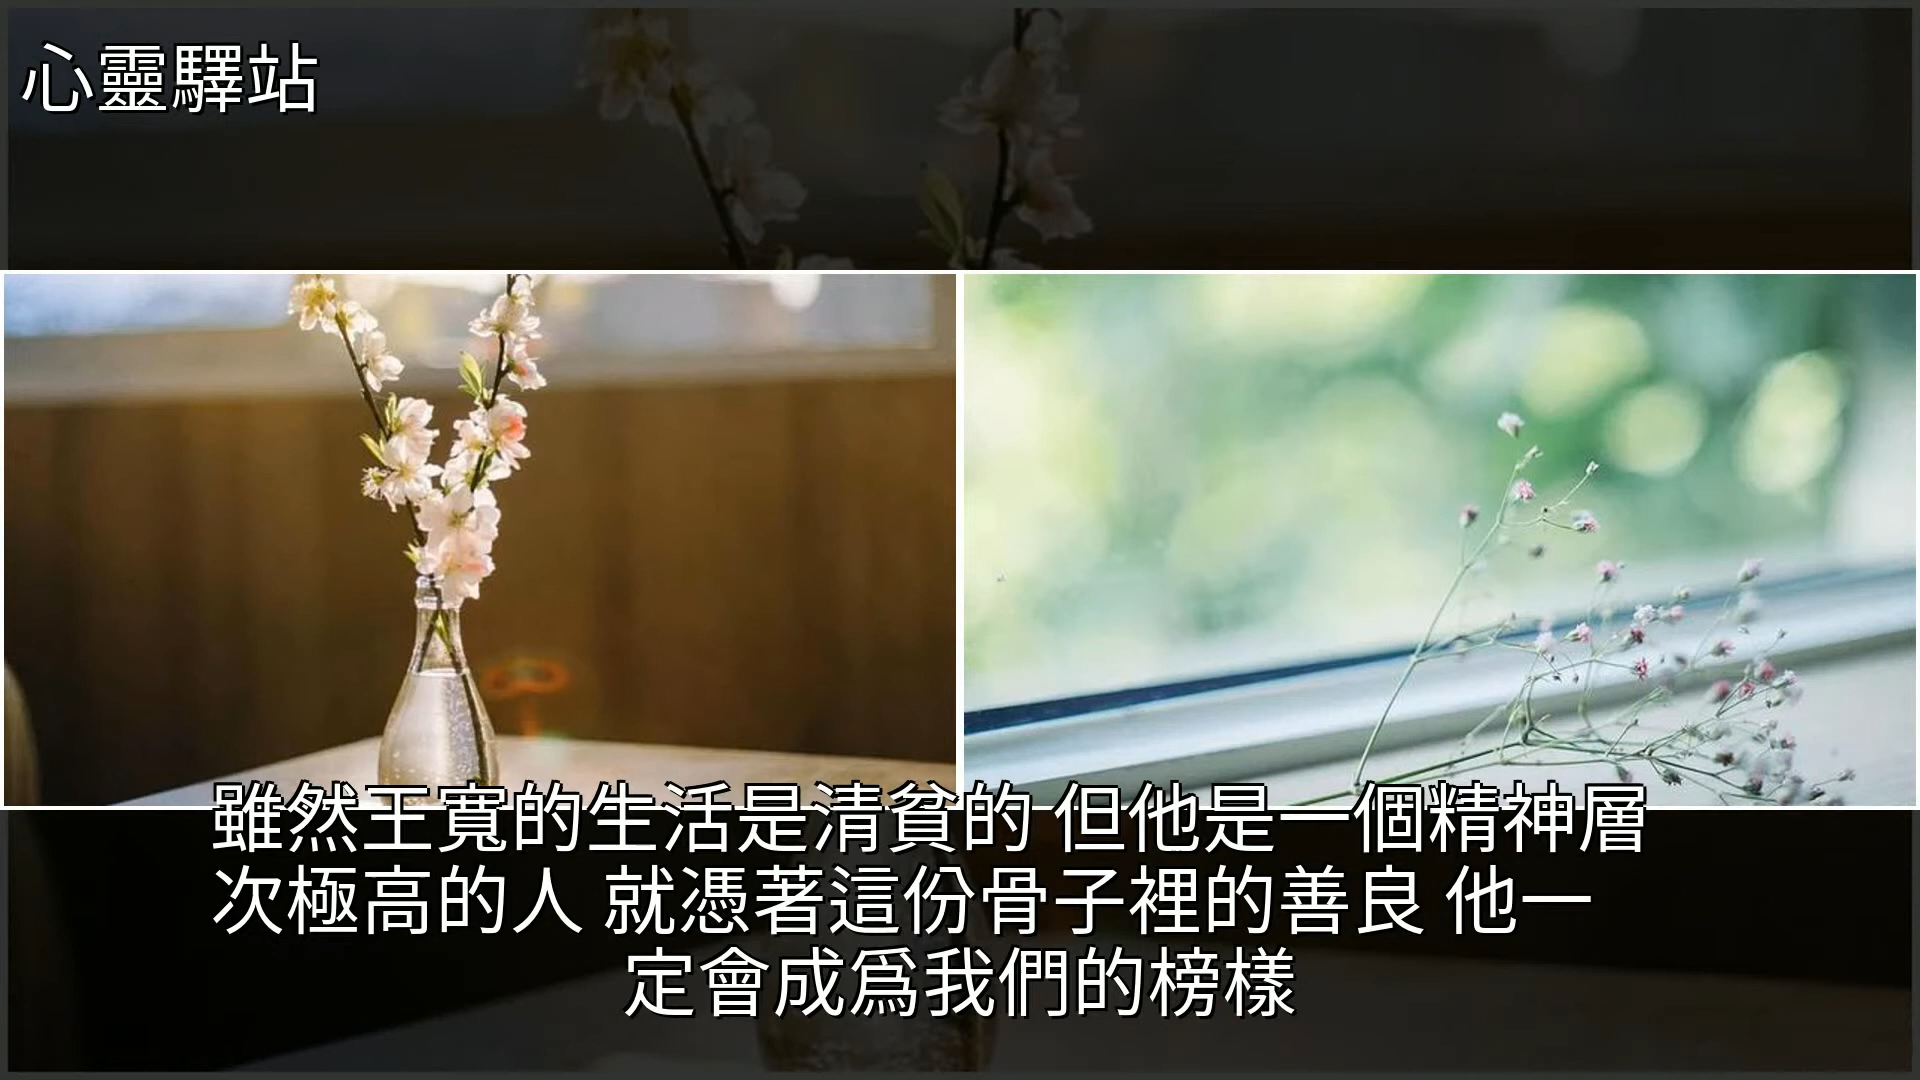 心靈驛站
雖然王寬的生活是清貧的 但他是一個精神層
次極高的人 就憑著這份骨子裡的善良 他一
定會成爲我們的榜樣